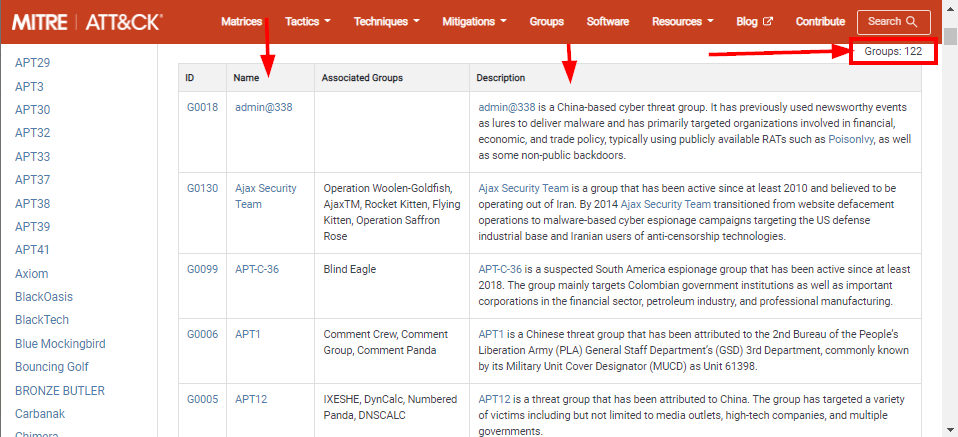 MITRE | ATT&CK®
Matrices Tactics Techniques Mitigations Groups Software Resources Blog Contribute Search
Groups: 122
APT29
APT3
APT30
APT32
APT33
APT37
APT38
APT39
APT41
Axiom
BlackOasis
BlackTech
Blue Mockingbird
Bouncing Golf
BRONZE BUTLER
Carbanak
Chimera
ID Name Associated Groups Description
G0018 admin@338 admin@338 is a China-based cyber threat group. It has previously used newsworthy events
as lures to deliver malware and has primarily targeted organizations involved in financial,
economic, and trade policy, typically using publicly available RATs such as PoisonIvy, as well
as some non-public backdoors.
G0130 Ajax Security Operation Woolen-Goldfish, Ajax Security Team is a group that has been active since at least 2010 and believed to be
Team AjaxTM, Rocket Kitten, Flying operating out of Iran. By 2014 Ajax Security Team transitioned from website defacement
Kitten, Operation Saffron operations to malware-based cyber espionage campaigns targeting the US defense
Rose industrial base and Iranian users of anti-censorship technologies.
G0099 APT-C-36 Blind Eagle APT-C-36 is a suspected South America espionage group that has been active since at least
2018. The group mainly targets Colombian government institutions as well as important
corporations in the financial sector, petroleum industry, and professional manufacturing.
G0006 APT1 Comment Crew, Comment APT1 is a Chinese threat group that has been attributed to the 2nd Bureau of the People's
Group, Comment Panda Liberation Army (PLA) General Staff Department's (GSD) 3rd Department, commonly known
by its Military Unit Cover Designator (MUCD) as Unit 61398.
G0005 APT12 IXESHE, DynCalc, Numbered APT12 is a threat group that has been attributed to China. The group has targeted a variety
Panda, DNSCALC of victims including but not limited to media outlets, high-tech companies, and multiple
governments.